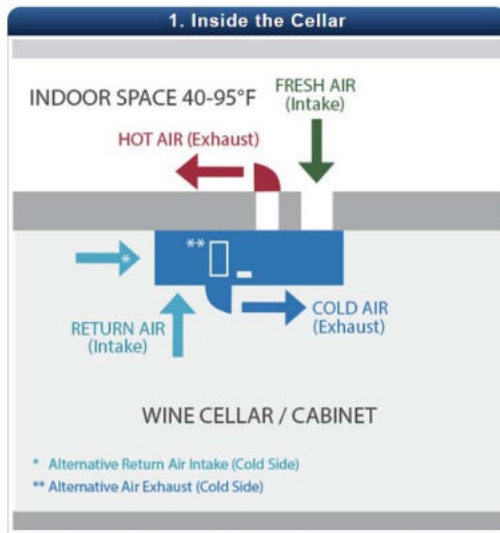 1. Inside the Cellar
INDOOR SPACE 40-95°F
FRESH AIR
(Intake)
HOT AIR (Exhaust)
**
*
COLD AIR
(Exhaust)
RETURN AIR
(Intake)
WINE CELLAR / CABINET
* Alternative Return Air Intake (Cold Side)
** Alternative Air Exhaust (Cold Side)